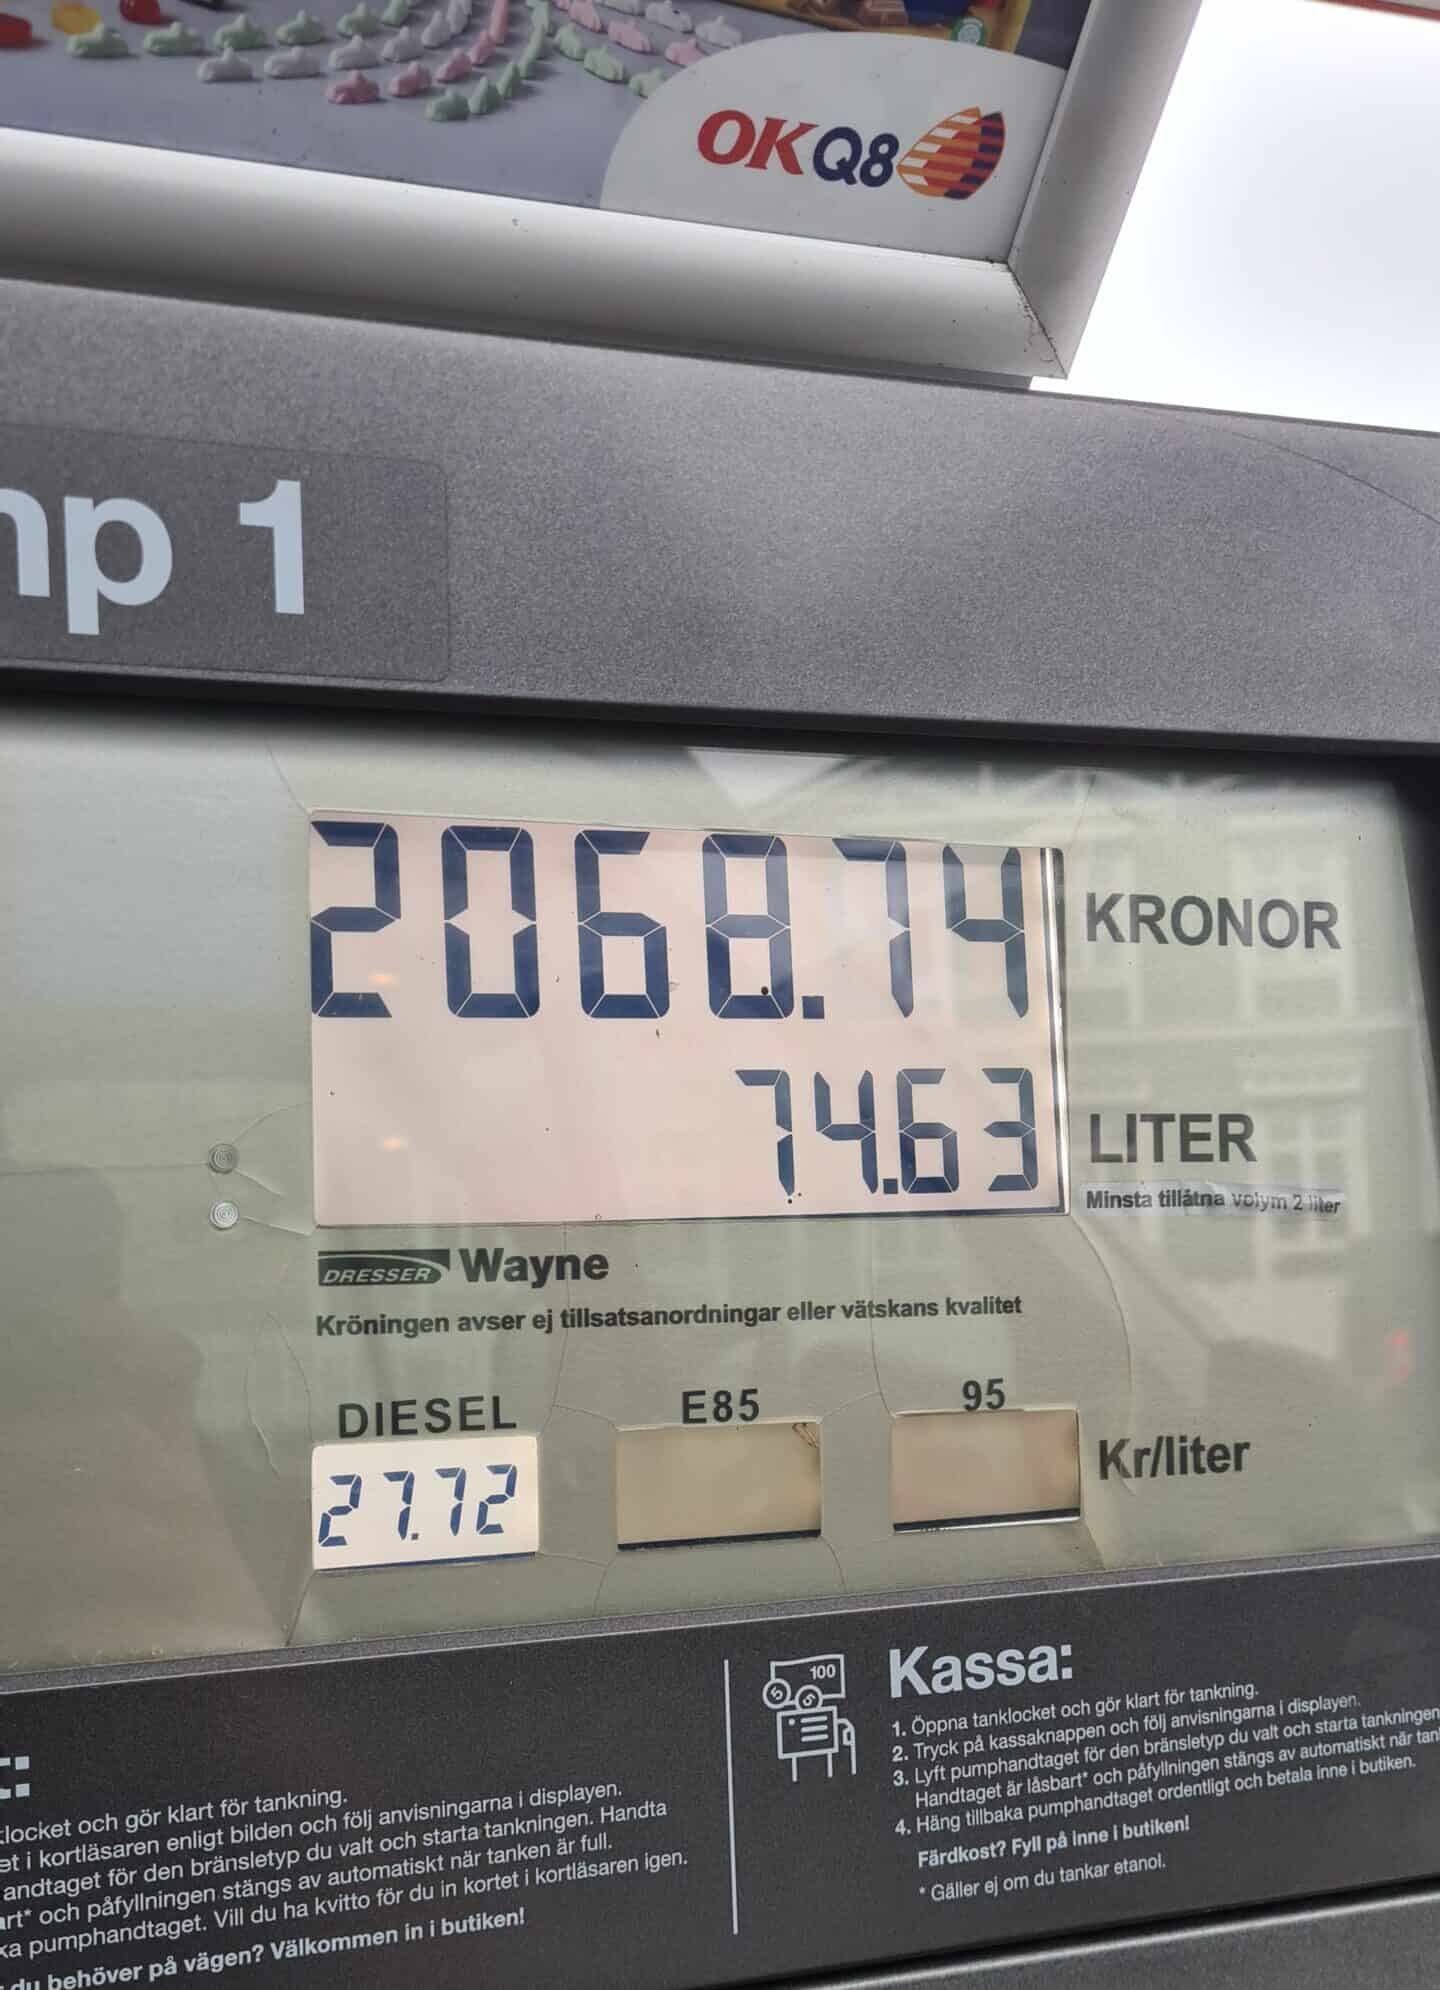 OKQ8
mp 1
2068.74 KRONOR
74.63 LITER
Minsta tillåtna volym 2 liter
DRESSER Wayne
Kröningen avser ej tillsatsanordningar eller vätskans kvalitet
DIESEL E85 95
27.72 Kr/liter
100
Kassa:
1. Öppna tanklocket och gör klart för tankning.
2. Tryck på kassaknappen och följ anvisningarna i displayen.
3. Lyft pumphandtaget för den bränsletyp du valt och starta tankningen
Handtaget är låsbart* och påfyllningen stängs av automatiskt när tan
4. Häng tillbaka pumphandtaget ordentligt och betala inne i butiken.
Färdkost? Fyll på inne i butiken!
* Gäller ej om du tankar etanol.
locket och gör klart för tankning.
et i kortläsaren enligt bilden och följ anvisningarna i displayen.
andtaget för den bränsletyp du valt och starta tankningen. Handta
art* och påfyllningen stängs av automatiskt när tanken är full.
ka pumphandtaget. Vill du ha kvitto för du in kortet i kortläsaren igen.
du behöver på vägen? Välkommen in i butiken!